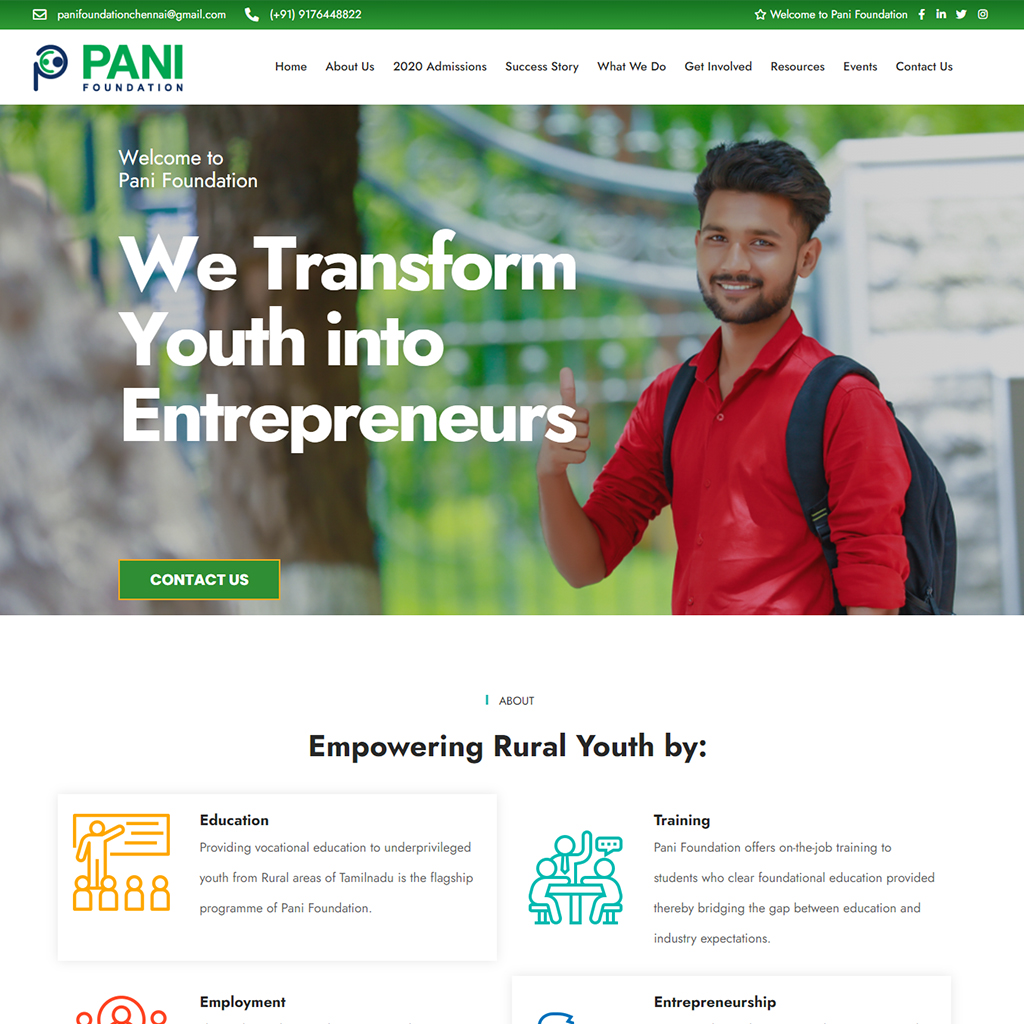 panifoundationchennai@gmail.com (+91) 9176448822 Welcome to Pani Foundation
PANI
FOUNDATION
Home About Us 2020 Admissions Success Story What We Do Get Involved Resources Events Contact Us
Welcome to
Pani Foundation
We Transform
Youth into
Entrepreneurs
CONTACT US
ABOUT
Empowering Rural Youth by:
Education
Providing vocational education to underprivileged
youth from Rural areas of Tamilnadu is the flagship
programme of Pani Foundation.
Training
Pani Foundation offers on-the-job training to
students who clear foundational education provided
thereby bridging the gap between education and
industry expectations.
Employment
Entrepreneurship